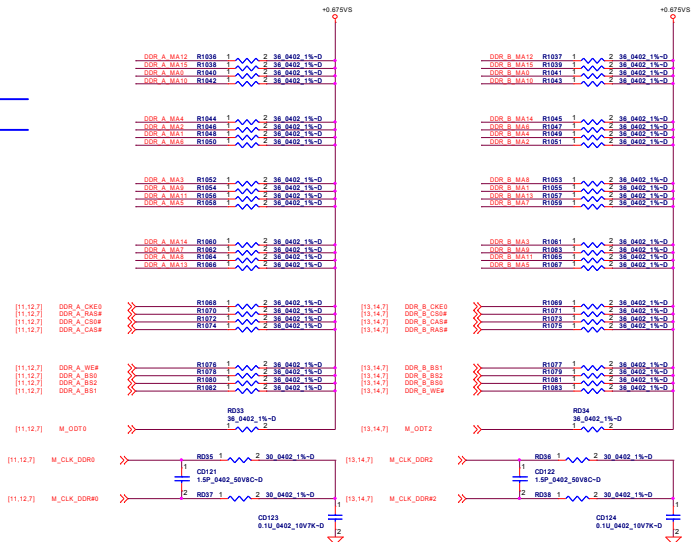 +0.675VS +0.675VS
DDR_A_MA12 R1036 1 2 36_0402_1%~D DDR_B_MA12 R1037 1 2 36_0402_1%~D
DDR_A_MA15 R1038 1 2 36_0402_1%~D DDR_B_MA15 R1039 1 2 36_0402_1%~D
DDR_A_MA0 R1040 1 2 36_0402_1%~D DDR_B_MA0 R1041 1 2 36_0402_1%~D
DDR_A_MA10 R1042 1 2 36_0402_1%~D DDR_B_MA10 R1043 1 2 36_0402_1%~D
DDR_A_MA4 R1044 1 2 36_0402_1%~D DDR_B_MA14 R1045 1 2 36_0402_1%~D
DDR_A_MA2 R1046 1 2 36_0402_1%~D DDR_B_MA6 R1047 1 2 36_0402_1%~D
DDR_A_MA1 R1048 1 2 36_0402_1%~D DDR_B_MA4 R1049 1 2 36_0402_1%~D
DDR_A_MA6 R1050 1 2 36_0402_1%~D DDR_B_MA2 R1051 1 2 36_0402_1%~D
DDR_A_MA3 R1052 1 2 36_0402_1%~D DDR_B_MA8 R1053 1 2 36_0402_1%~D
DDR_A_MA9 R1054 1 2 36_0402_1%~D DDR_B_MA1 R1055 1 2 36_0402_1%~D
DDR_A_MA11 R1056 1 2 36_0402_1%~D DDR_B_MA13 R1057 1 2 36_0402_1%~D
DDR_A_MA5 R1058 1 2 36_0402_1%~D DDR_B_MA7 R1059 1 2 36_0402_1%~D
DDR_A_MA14 R1060 1 2 36_0402_1%~D DDR_B_MA3 R1061 1 2 36_0402_1%~D
DDR_A_MA7 R1062 1 2 36_0402_1%~D DDR_B_MA9 R1063 1 2 36_0402_1%~D
DDR_A_MA8 R1064 1 2 36_0402_1%~D DDR_B_MA11 R1065 1 2 36_0402_1%~D
DDR_A_MA13 R1066 1 2 36_0402_1%~D DDR_B_MA5 R1067 1 2 36_0402_1%~D
[11,12,7] DDR_A_CKE0 R1068 1 2 36_0402_1%~D [13,14,7] DDR_B_CKE0 R1069 1 2 36_0402_1%~D
[11,12,7] DDR_A_RAS# R1070 1 2 36_0402_1%~D [13,14,7] DDR_B_CS0# R1071 1 2 36_0402_1%~D
[11,12,7] DDR_A_CS0# R1072 1 2 36_0402_1%~D [13,14,7] DDR_B_CAS# R1073 1 2 36_0402_1%~D
[11,12,7] DDR_A_CAS# R1074 1 2 36_0402_1%~D [13,14,7] DDR_B_RAS# R1075 1 2 36_0402_1%~D
[11,12,7] DDR_A_WE# R1076 1 2 36_0402_1%~D [13,14,7] DDR_B_BS1 R1077 1 2 36_0402_1%~D
[11,12,7] DDR_A_BS0 R1078 1 2 36_0402_1%~D [13,14,7] DDR_B_BS2 R1079 1 2 36_0402_1%~D
[11,12,7] DDR_A_BS2 R1080 1 2 36_0402_1%~D [13,14,7] DDR_B_BS0 R1081 1 2 36_0402_1%~D
[11,12,7] DDR_A_BS1 R1082 1 2 36_0402_1%~D [13,14,7] DDR_B_WE# R1083 1 2 36_0402_1%~D
RD33 RD34
36_0402_1%~D 36_0402_1%~D
[11,12,7] M_ODT0 1 2 [13,14,7] M_ODT2 1 2
[11,12,7] M_CLK_DDR0 RD35 1 2 30_0402_1%~D [13,14,7] M_CLK_DDR2 RD36 1 2 30_0402_1%~D
1 1
CD121 CD122
1.5P_0402_50V8C~D 1.5P_0402_50V8C~D
2 2
[11,12,7] M_CLK_DDR#0 RD37 1 2 30_0402_1%~D [13,14,7] M_CLK_DDR#2 RD38 1 2 30_0402_1%~D
1 1
CD123 CD124
0.1U_0402_10V7K~D 0.1U_0402_10V7K~D
2 2